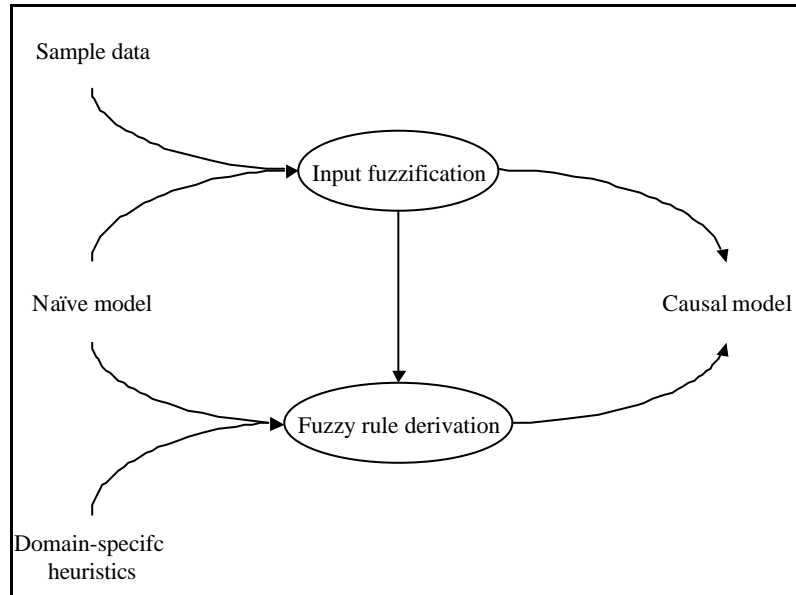 Sample data
Input fuzzification
Naïve model
Causal model
Fuzzy rule derivation
Domain-specifc
heuristics